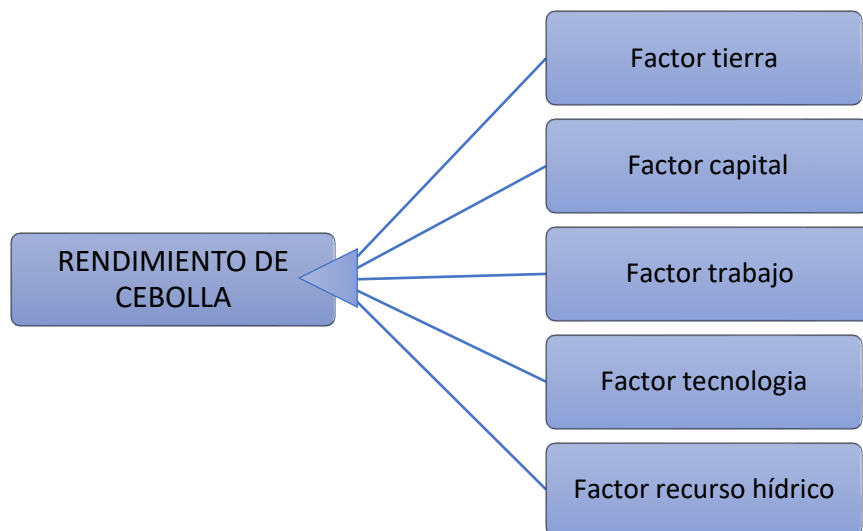 RENDIMIENTO DE
CEBOLLA
Factor tierra
Factor capital
Factor trabajo
Factor tecnologia
Factor recurso hídrico